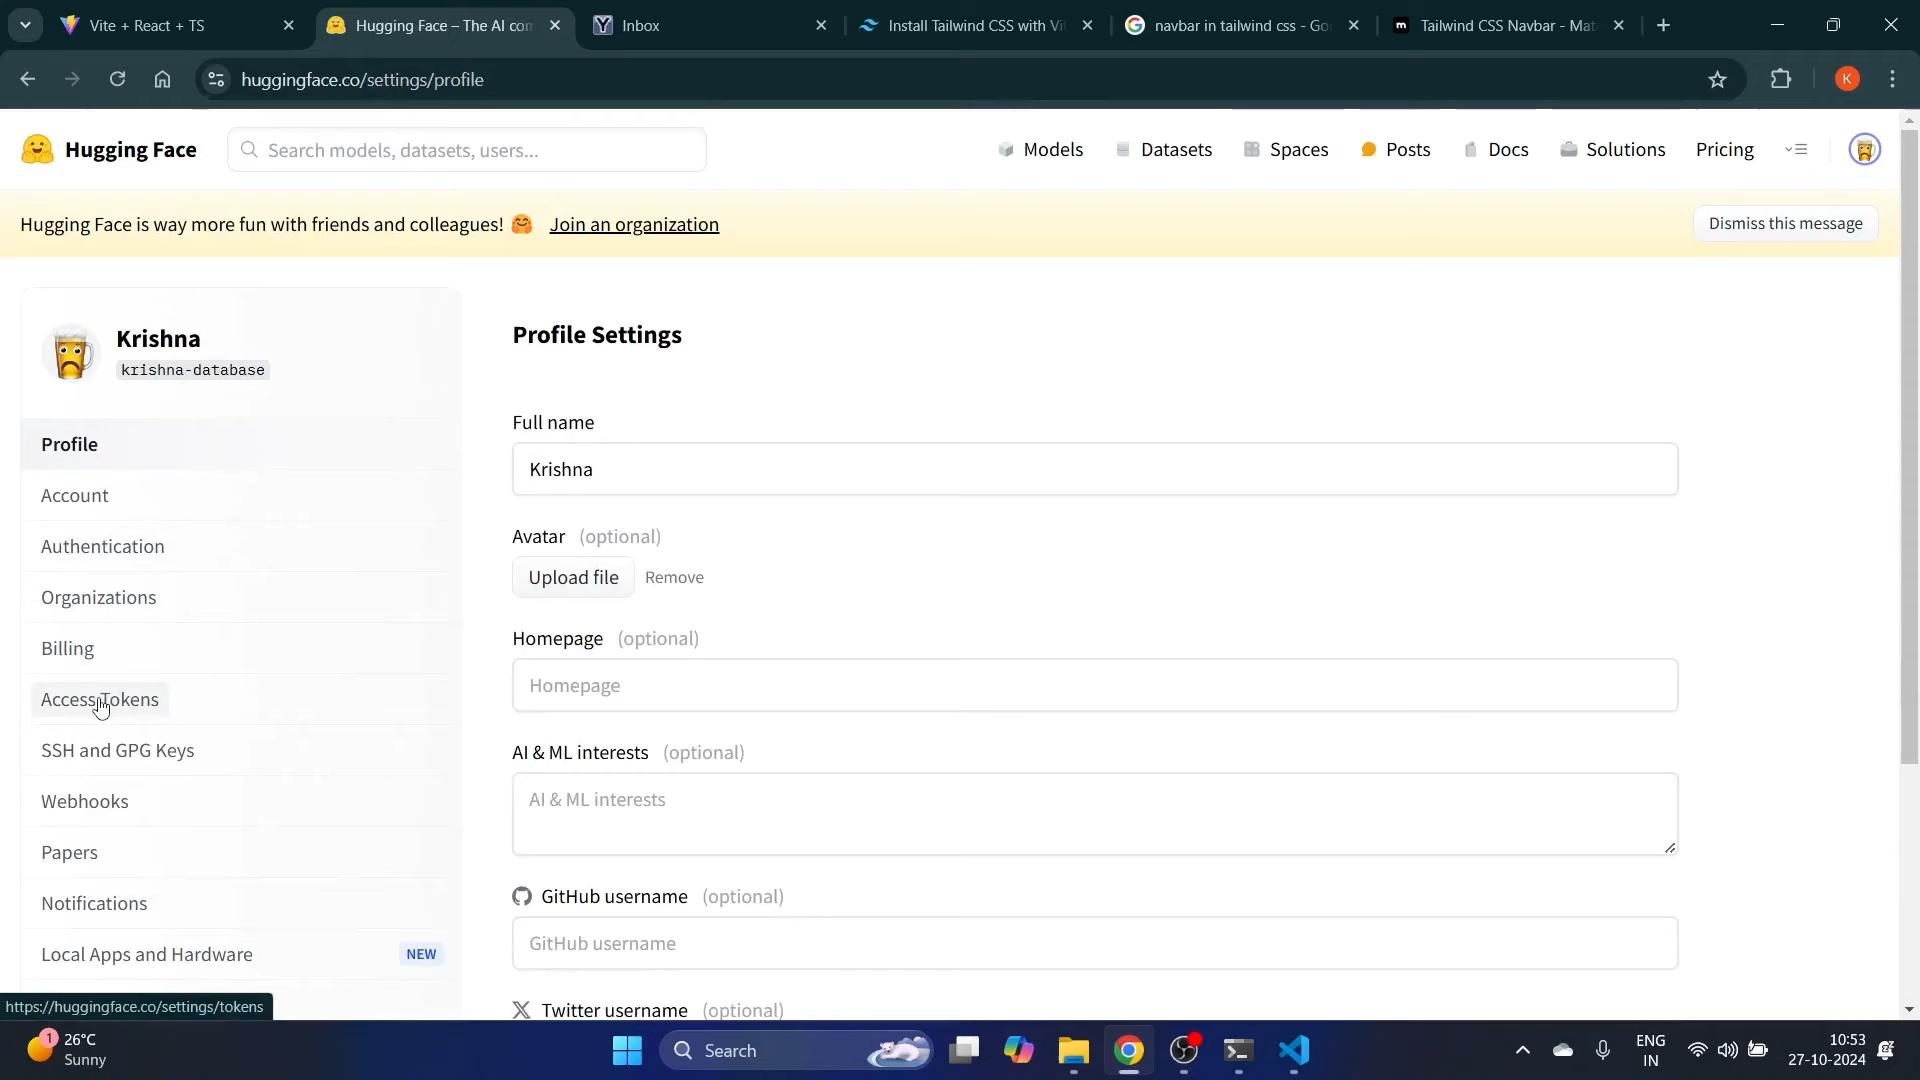 Vite + React + TS
Hugging Face – The AI con
Inbox
Install Tailwind CSS with Vi
navbar in tailwind css - Go
Tailwind CSS Navbar - Mat
huggingface.co/settings/profile
K
Hugging Face
Search models, datasets, users...
Models
Datasets
Spaces
Posts
Docs
Solutions
Pricing
Hugging Face is way more fun with friends and colleagues! 🤗 Join an organization
Dismiss this message
Krishna
krishna-database
Profile
Account
Authentication
Organizations
Billing
Access Tokens
SSH and GPG Keys
Webhooks
Papers
Notifications
Local Apps and Hardware NEW
Profile Settings
Full name
Krishna
Avatar (optional)
Upload file Remove
Homepage (optional)
Homepage
AI & ML interests (optional)
AI & ML interests
GitHub username (optional)
GitHub username
Twitter username (optional)
https://huggingface.co/settings/tokens
1
26°C
Sunny
Search
ENG
IN
10:53
27-10-2024